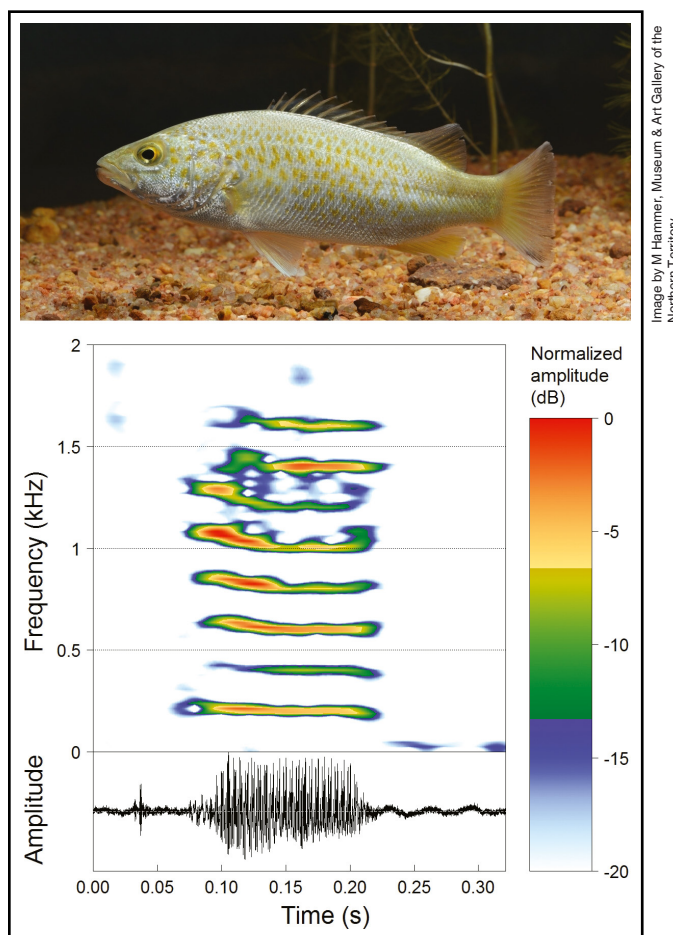 Image by M Hammer, Museum & Art Gallery of the
Northern Territory
Normalized
amplitude
(dB)
2
1.5
1
0.5
0
Frequency (kHz)
0
-5
-10
-15
-20
Amplitude
0.00 0.05 0.10 0.15 0.20 0.25 0.30
Time (s)